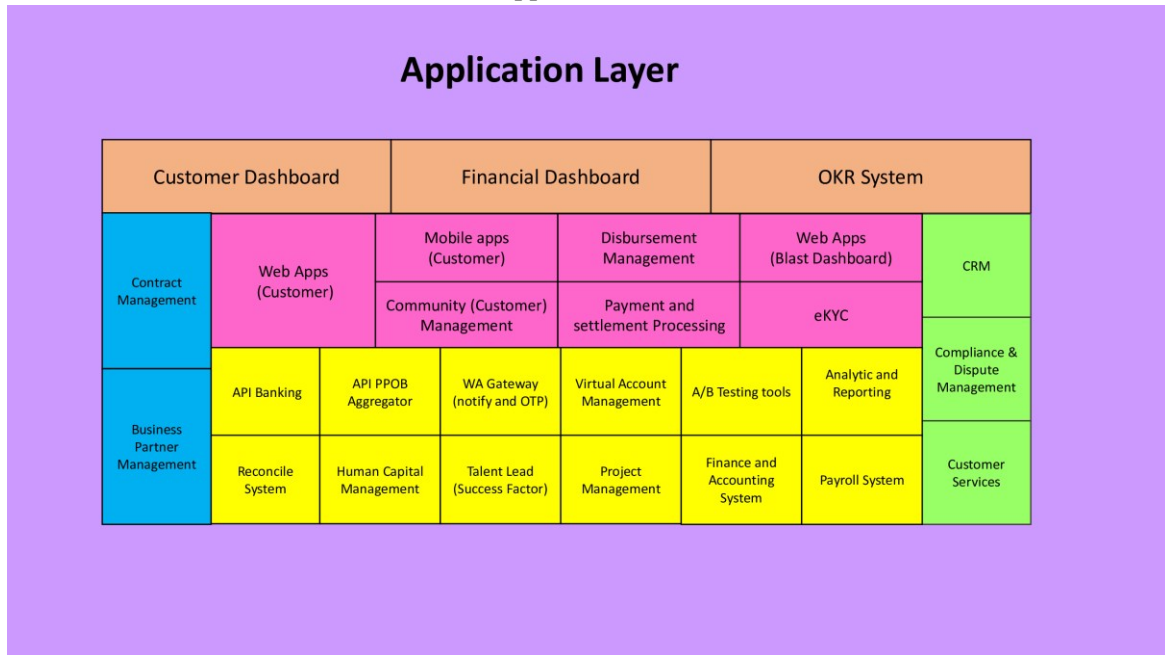 Application Layer
Customer Dashboard
Financial Dashboard
OKR System
Contract
Management
Business
Partner
Management
Web Apps
(Customer)
Mobile apps
(Customer)
Disbursement
Management
Web Apps
(Blast Dashboard)
Community (Customer)
Management
Payment and
settlement Processing
eKYC
API Banking
API PPOB
Aggregator
WA Gateway
(notify and OTP)
Virtual Account
Management
A/B Testing tools
Analytic and
Reporting
Reconcile
System
Human Capital
Management
Talent Lead
(Success Factor)
Project
Management
Finance and
Accounting
System
Payroll System
CRM
Compliance &
Dispute
Management
Customer
Services